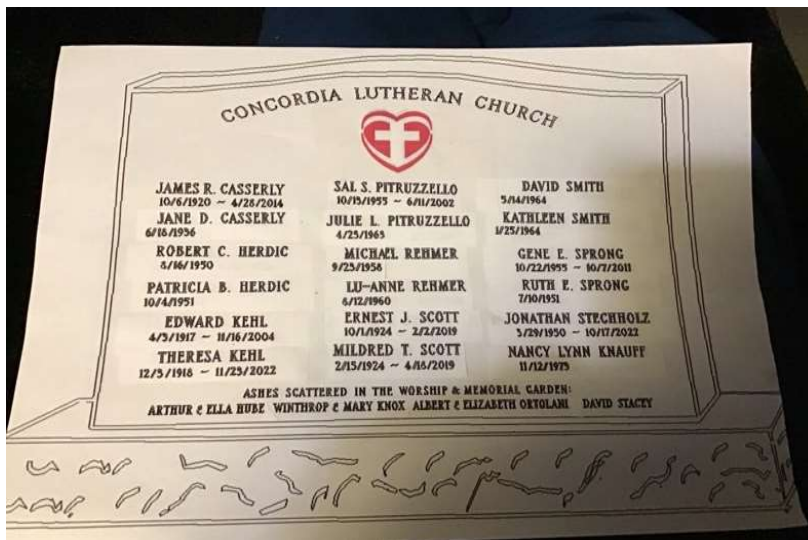 CONCORDIA LUTHERAN CHURCH
JAMES R. CASSERLY
10/6/1920 ~ 4/28/2014
JANE D. CASSERLY
6/18/1936
ROBERT C. HERDIC
8/16/1950
PATRICIA B. HERDIC
10/4/1951
EDWARD KEHL
4/3/1917 ~ 11/16/2004
THERESA KEHL
12/3/1918 ~ 11/23/2022
SAL S. PITRUZZELLO
10/15/1955 ~ 6/11/2002
JULIE L. PITRUZZELLO
4/25/1963
MICHAEL REHMER
9/25/1958
LU-ANNE REHMER
8/12/1960
ERNEST J. SCOTT
10/1/1924 ~ 2/2/2019
MILDRED T. SCOTT
2/15/1924 ~ 4/18/2019
DAVID SMITH
5/14/1964
KATHLEEN SMITH
1/25/1964
GENE E. SPRONG
10/22/1955 ~ 10/7/2011
RUTH E. SPRONG
7/10/1951
JONATHAN STECHHOLZ
3/29/1950 ~ 10/17/2022
NANCY LYNN KNAUFF
11/12/1975
ASHES SCATTERED IN THE WORSHIP & MEMORIAL GARDEN:
ARTHUR & ELLA HUBE WINTHROP & MARY KNOX ALBERT & ELIZABETH ORTOLANI DAVID STACEY